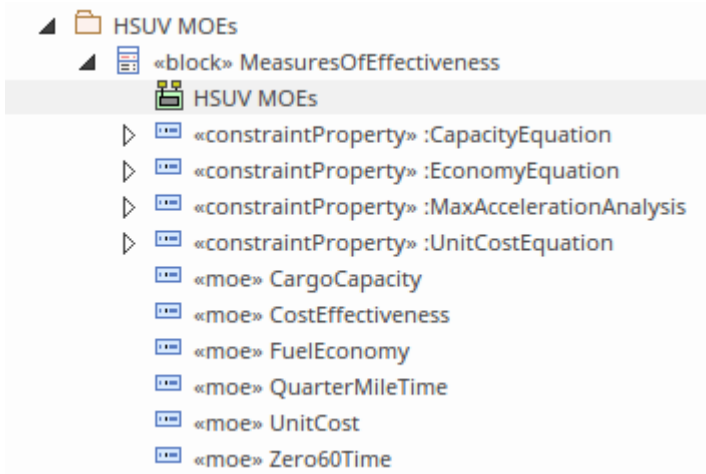 HSUV MOEs
«block» MeasuresOfEffectiveness
HSUV MOEs
«constraintProperty» :CapacityEquation
«constraintProperty» :EconomyEquation
«constraintProperty» :MaxAccelerationAnalysis
«constraintProperty» :UnitCostEquation
«moe» CargoCapacity
«moe» CostEffectiveness
«moe» FuelEconomy
«moe» QuarterMileTime
«moe» UnitCost
«moe» Zero60Time